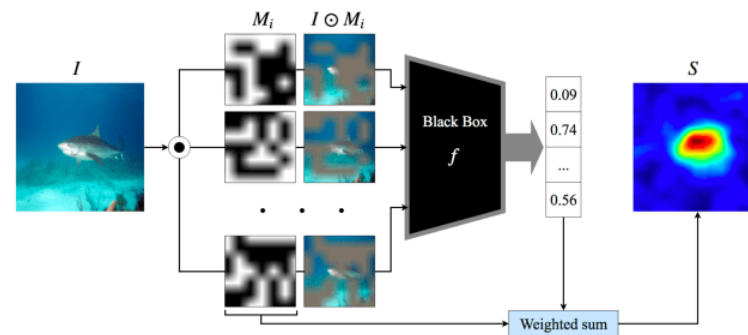 M_i I ⊙ M_i
I S
Black Box
f
0.09
0.74
...
0.56
Weighted sum